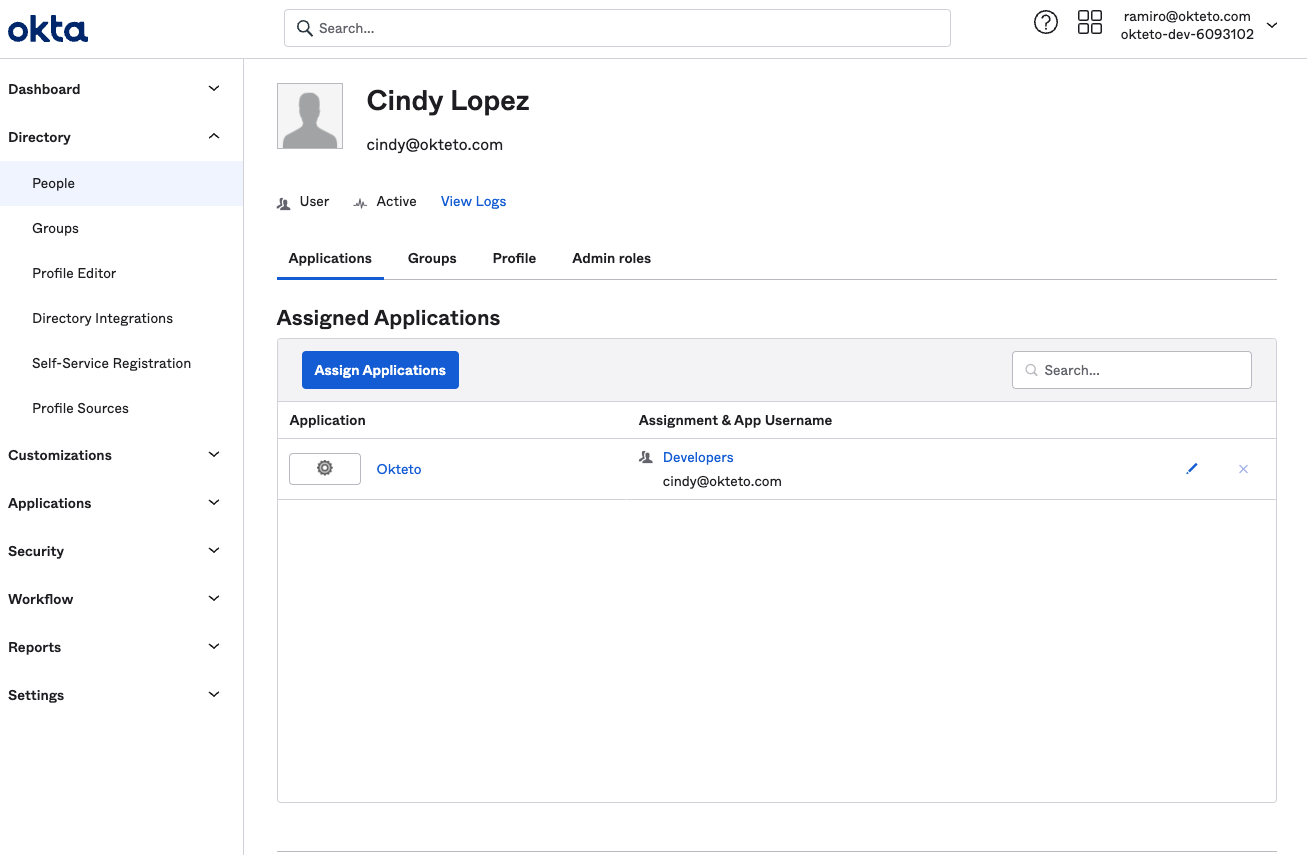 okta
Search...
ramiro@okteto.com
okteto-dev-6093102
Dashboard
Directory
People
Groups
Profile Editor
Directory Integrations
Self-Service Registration
Profile Sources
Customizations
Applications
Security
Workflow
Reports
Settings
Cindy Lopez
cindy@okteto.com
User Active View Logs
Applications Groups Profile Admin roles
Assigned Applications
Assign Applications Search...
Application Assignment & App Username
Okteto Developers
cindy@okteto.com